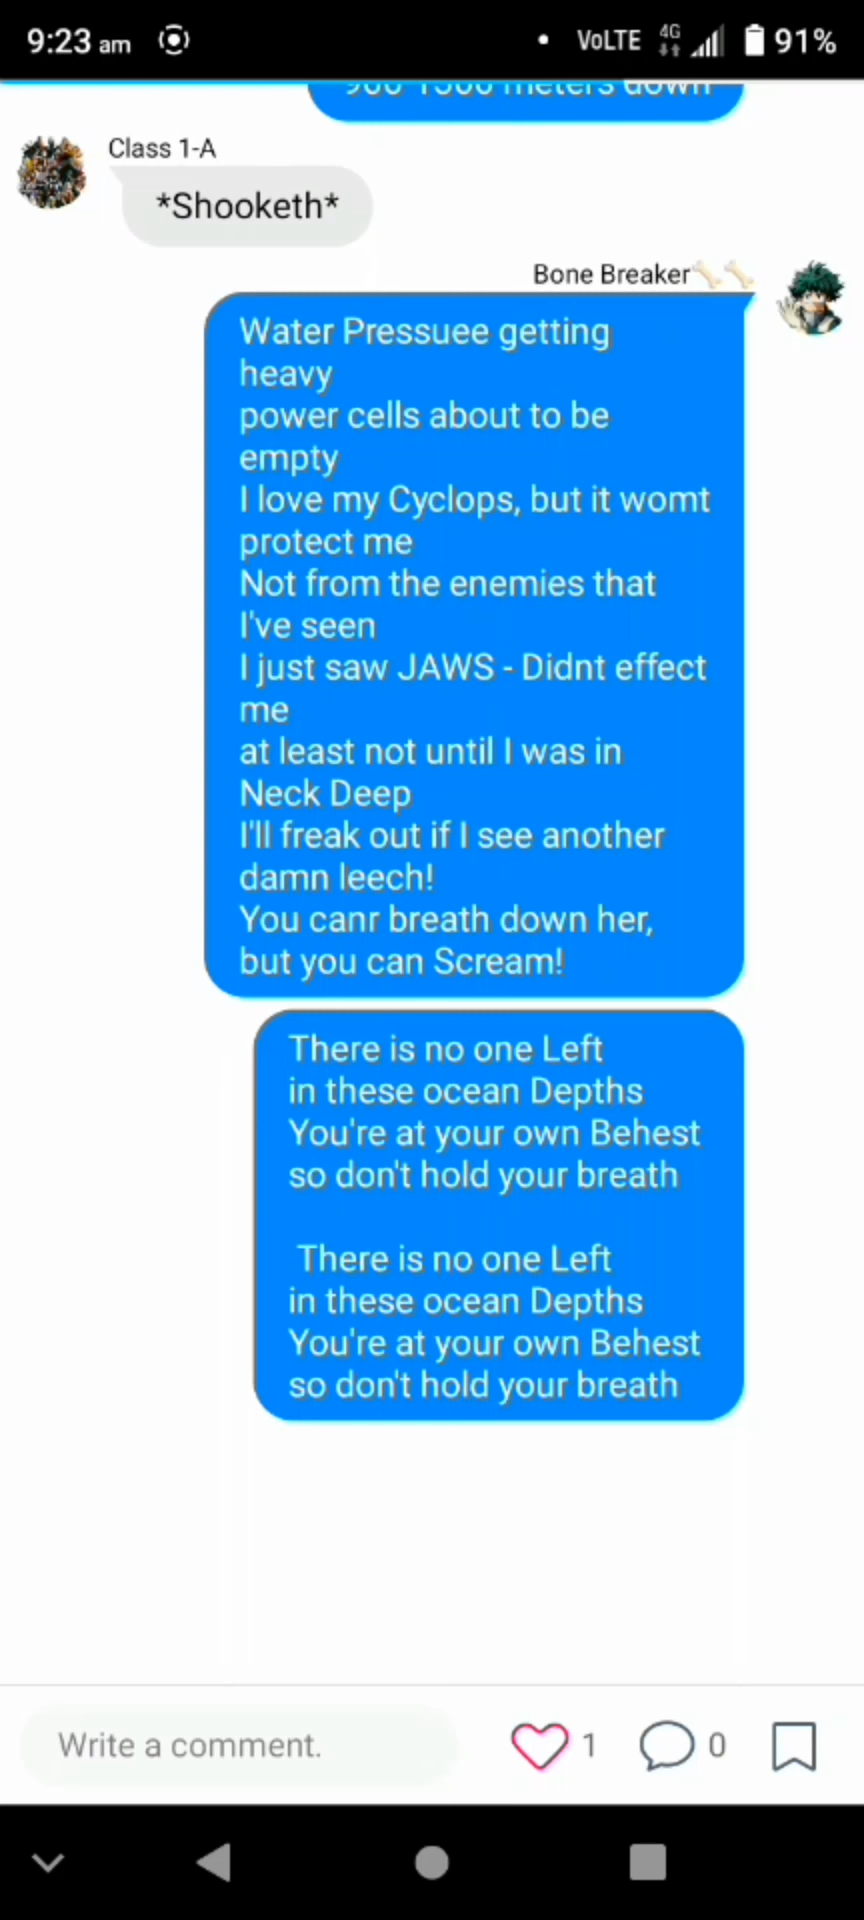 9:23 am
VoLTE 4G 91%
900-1300 meters down
Class 1-A
*Shooketh*
Bone Breaker🦴🦴
Water Pressuee getting
heavy
power cells about to be
empty
I love my Cyclops, but it womt
protect me
Not from the enemies that
I've seen
I just saw JAWS - Didnt effect
me
at least not until I was in
Neck Deep
I'll freak out if I see another
damn leech!
You canr breath down her,
but you can Scream!
There is no one Left
in these ocean Depths
You're at your own Behest
so don't hold your breath
There is no one Left
in these ocean Depths
You're at your own Behest
so don't hold your breath
Write a comment.
1
0